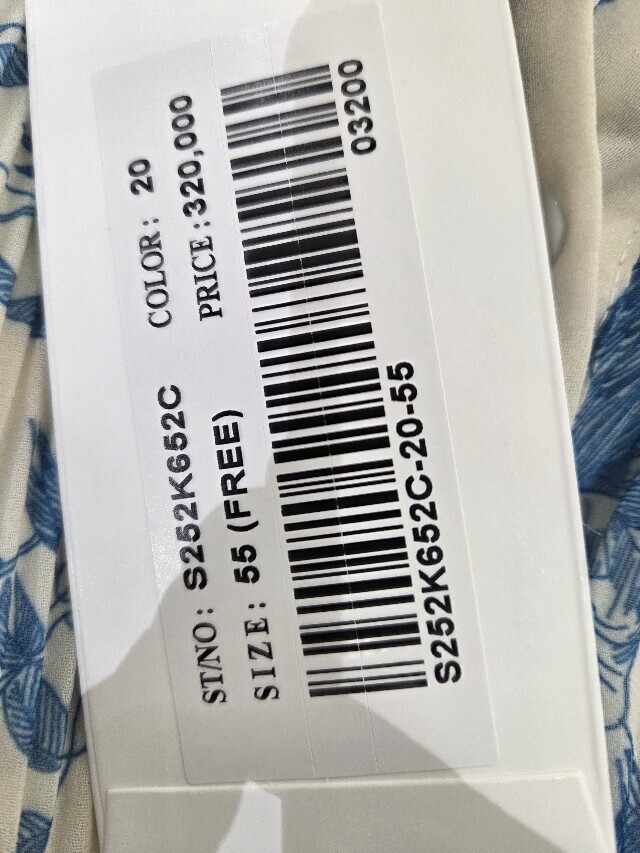 ST/NO : S252K652C COLOR : 20
SIZE : 55 (FREE) PRICE : 320,000
S252K652C-20-55 03200